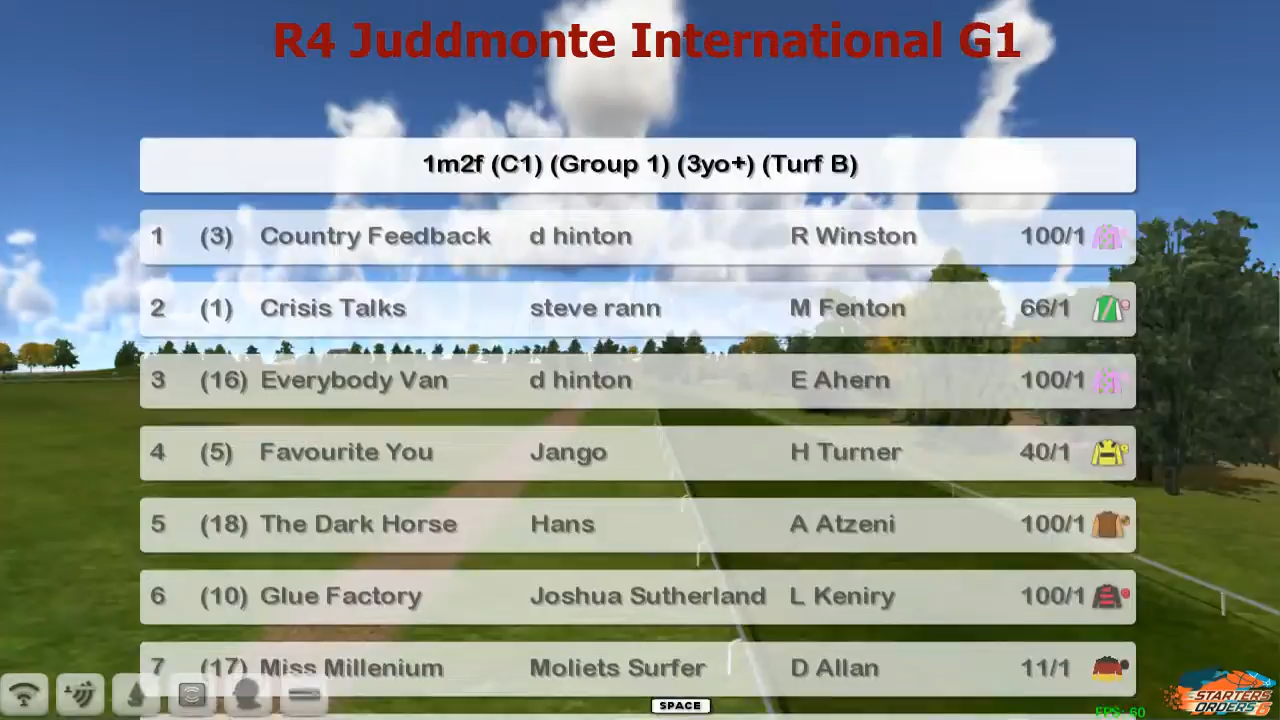 R4 Juddmonte International G1
1m2f (C1) (Group 1) (3yo+) (Turf B)
1 (3) Country Feedback d hinton R Winston 100/1
2 (1) Crisis Talks steve rann M Fenton 66/1
3 (16) Everybody Van d hinton E Ahern 100/1
4 (5) Favourite You Jango H Turner 40/1
5 (18) The Dark Horse Hans A Atzeni 100/1
6 (10) Glue Factory Joshua Sutherland L Keniry 100/1
7 (17) Miss Millenium Moliets Surfer D Allan 11/1
SPACE
STARTERS
ORDERS 6
FPS: 60